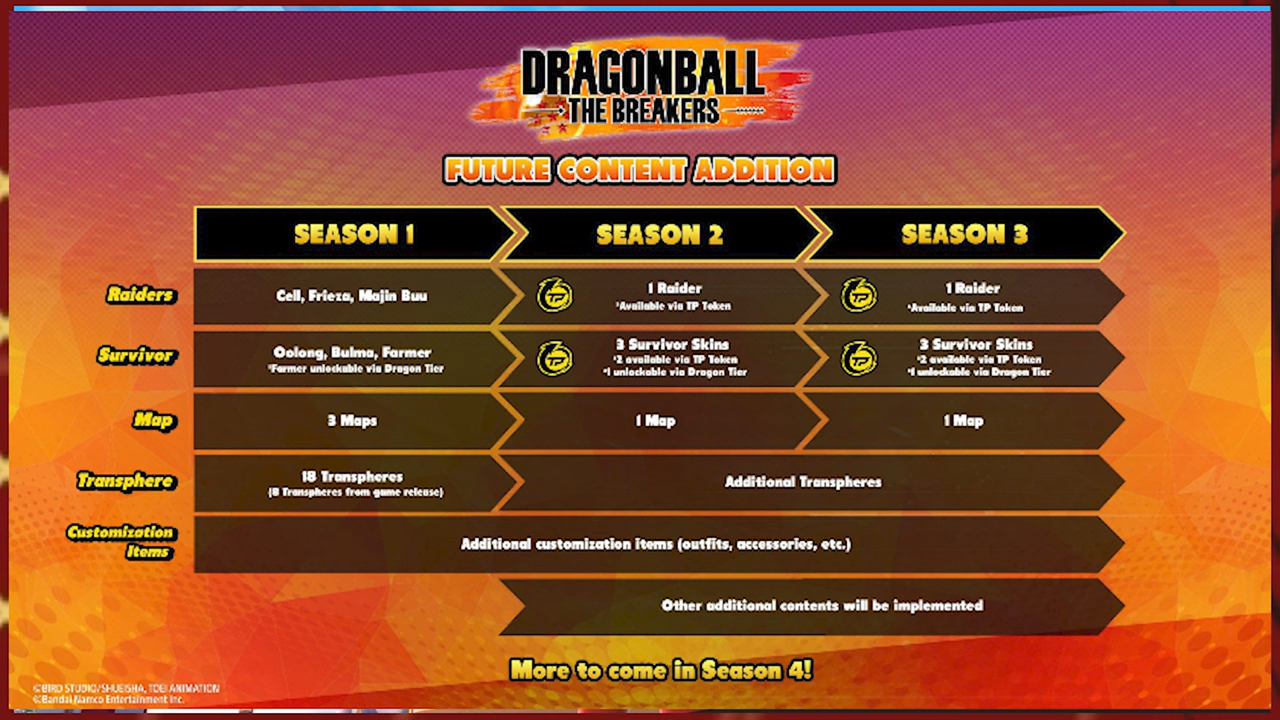 DRAGONBALL
THE BREAKERS
FUTURE CONTENT ADDITION
SEASON 1
SEASON 2
SEASON 3
Raiders
Cell, Frieza, Majin Buu
TP
1 Raider
*Available via TP Token
TP
1 Raider
*Available via TP Token
Survivor
Oolong, Bulma, Farmer
*Farmer unlockable via Dragon Tier
TP
3 Survivor Skins
*2 available via TP Token
*1 unlockable via Dragon Tier
TP
3 Survivor Skins
*2 available via TP Token
*1 unlockable via Dragon Tier
Map
3 Maps
1 Map
1 Map
Transphere
18 Transpheres
(8 Transpheres from game release)
Additional Transpheres
Customization
Items
Additional customization items (outfits, accessories, etc.)
Other additional contents will be implemented
More to come in Season 4!
©BIRD STUDIO/SHUEISHA, TOEI ANIMATION
©Bandai Namco Entertainment Inc.